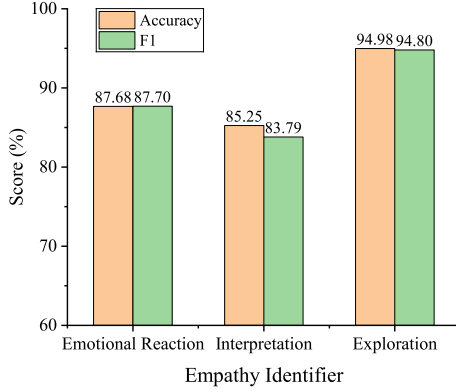 100
90
80
70
60
Score (%)
Accuracy
F1
87.68 87.70
85.25
83.79
94.98 94.80
Emotional Reaction Interpretation Exploration
Empathy Identifier